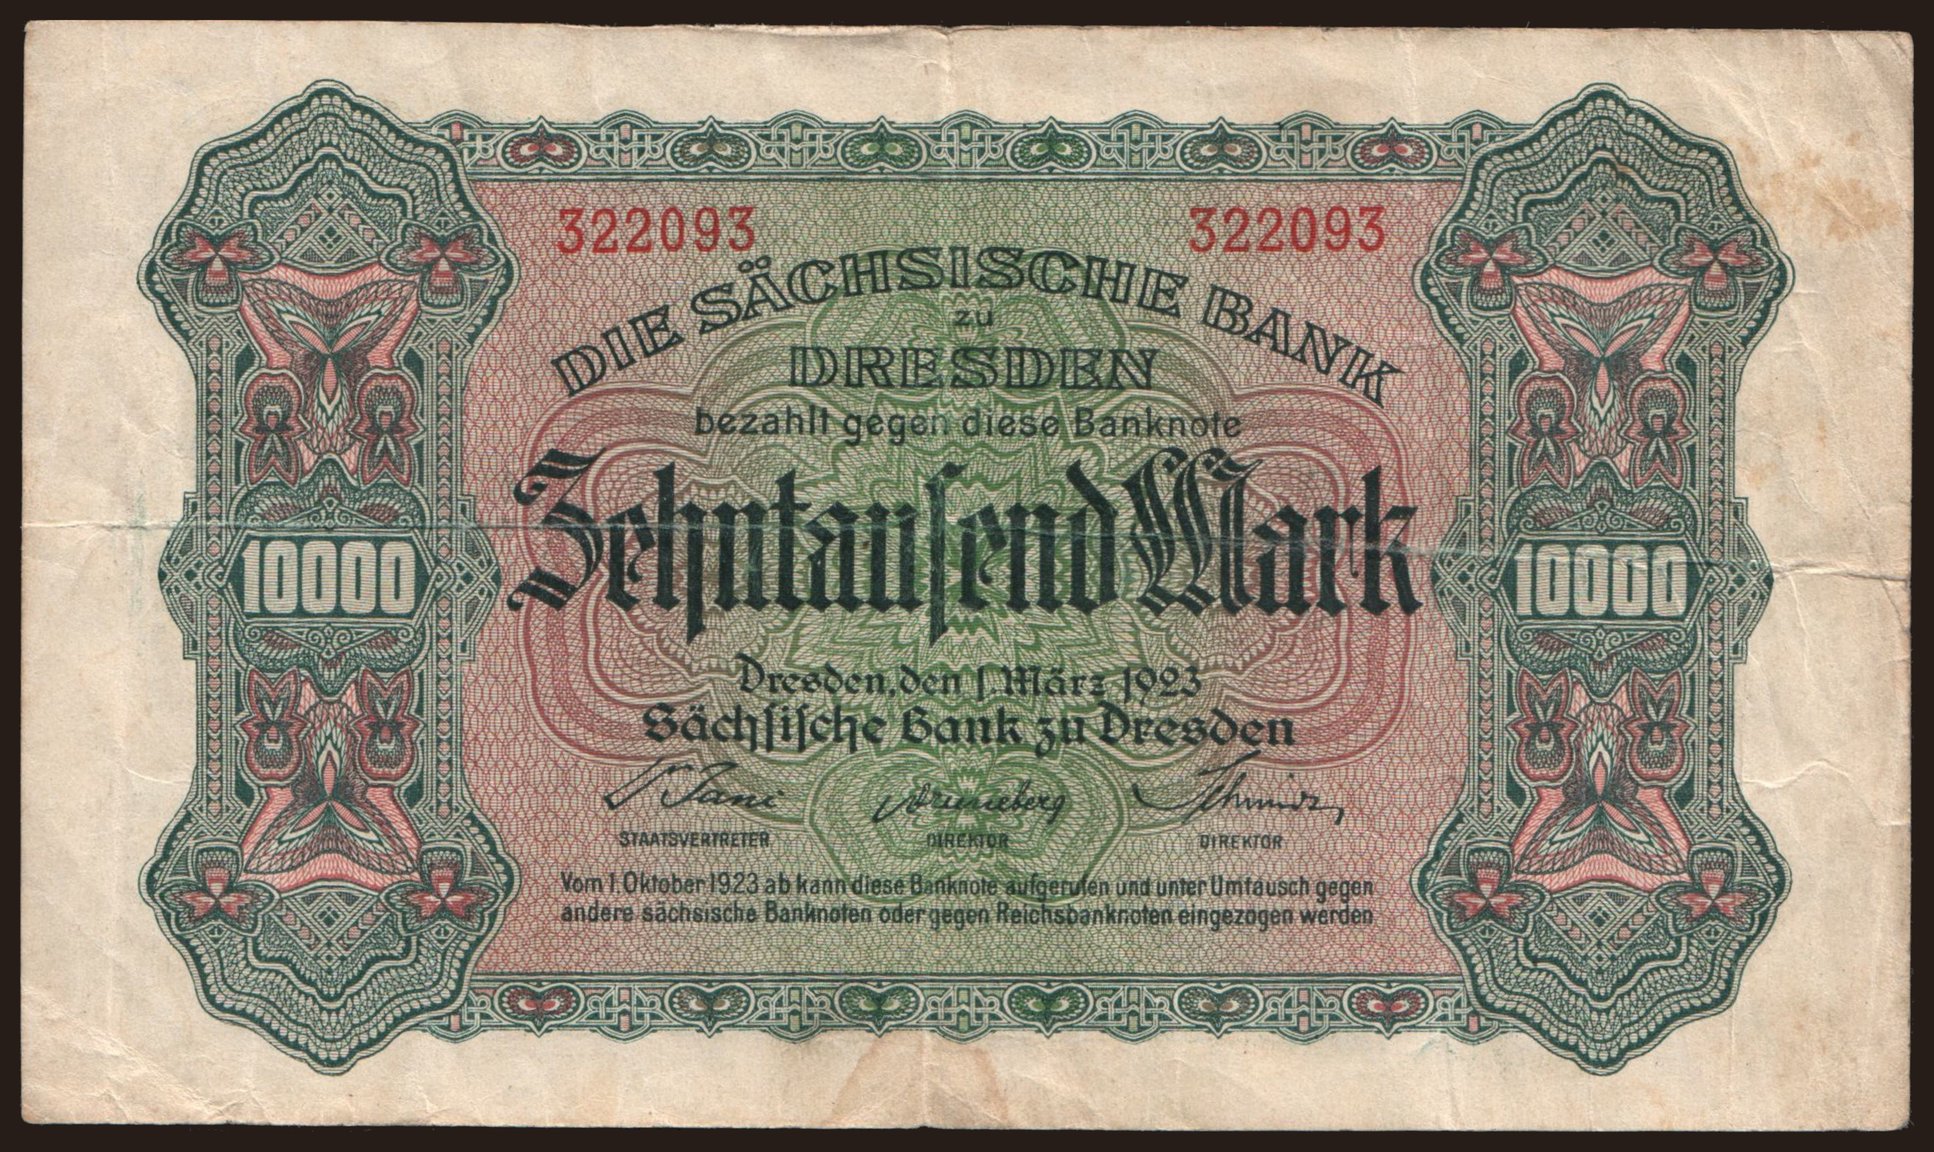 322093 322093
DIE SÄCHSISCHE BANK
zu
DRESDEN
bezahlt gegen diese Banknote
Zehntausend Mark
10000 10000
Dresden, den 1. März 1923
Sächsische Bank zu Dresden
STAATSVERTRETER DIREKTOR DIREKTOR
Vom 1. Oktober 1923 ab kann diese Banknote aufgerufen und unter Umtausch gegen
andere sächsische Banknoten oder gegen Reichsbanknoten eingezogen werden